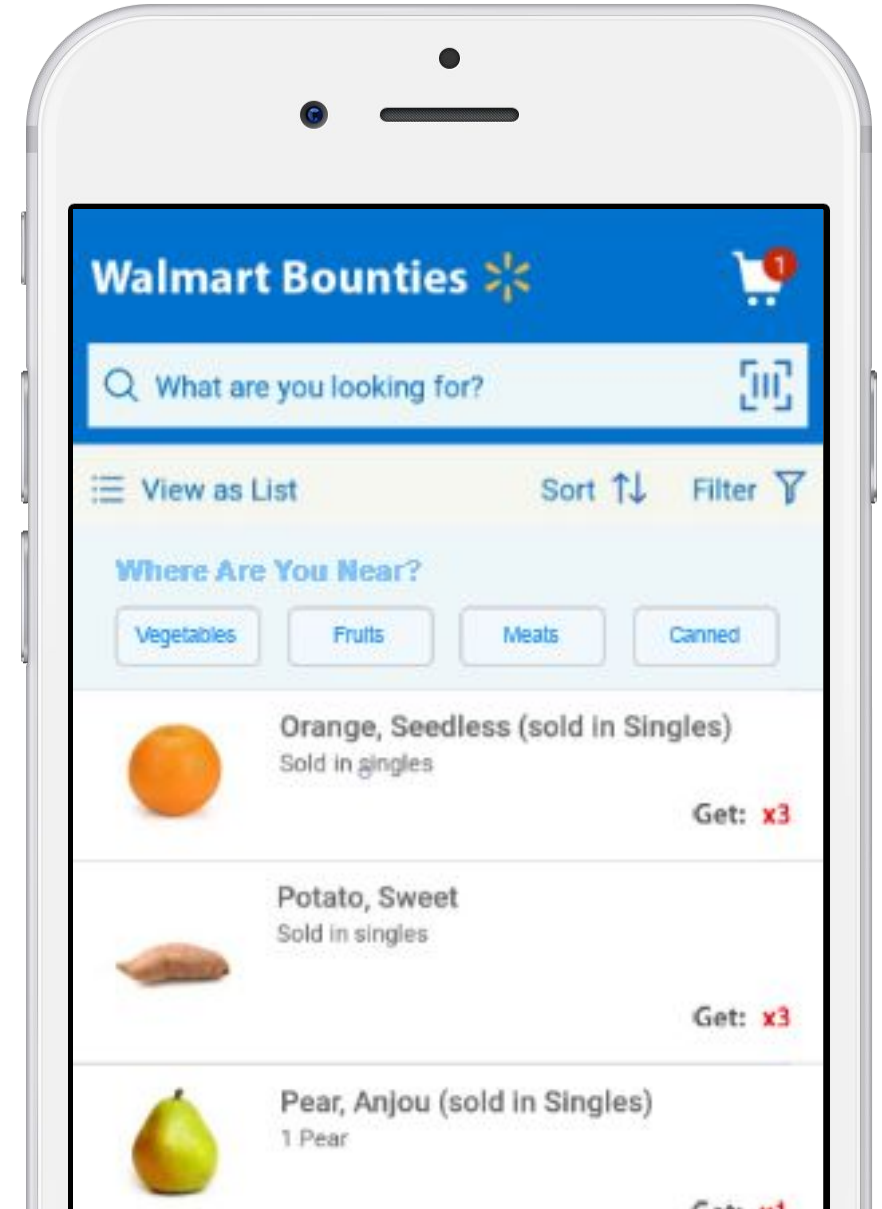 Walmart Bounties
1
What are you looking for?
View as List
Sort
Filter
Where Are You Near?
Vegetables
Fruits
Meats
Canned
Orange, Seedless (sold in Singles)
Sold in singles
Get: x3
Potato, Sweet
Sold in singles
Get: x3
Pear, Anjou (sold in Singles)
1 Pear
Get: x1